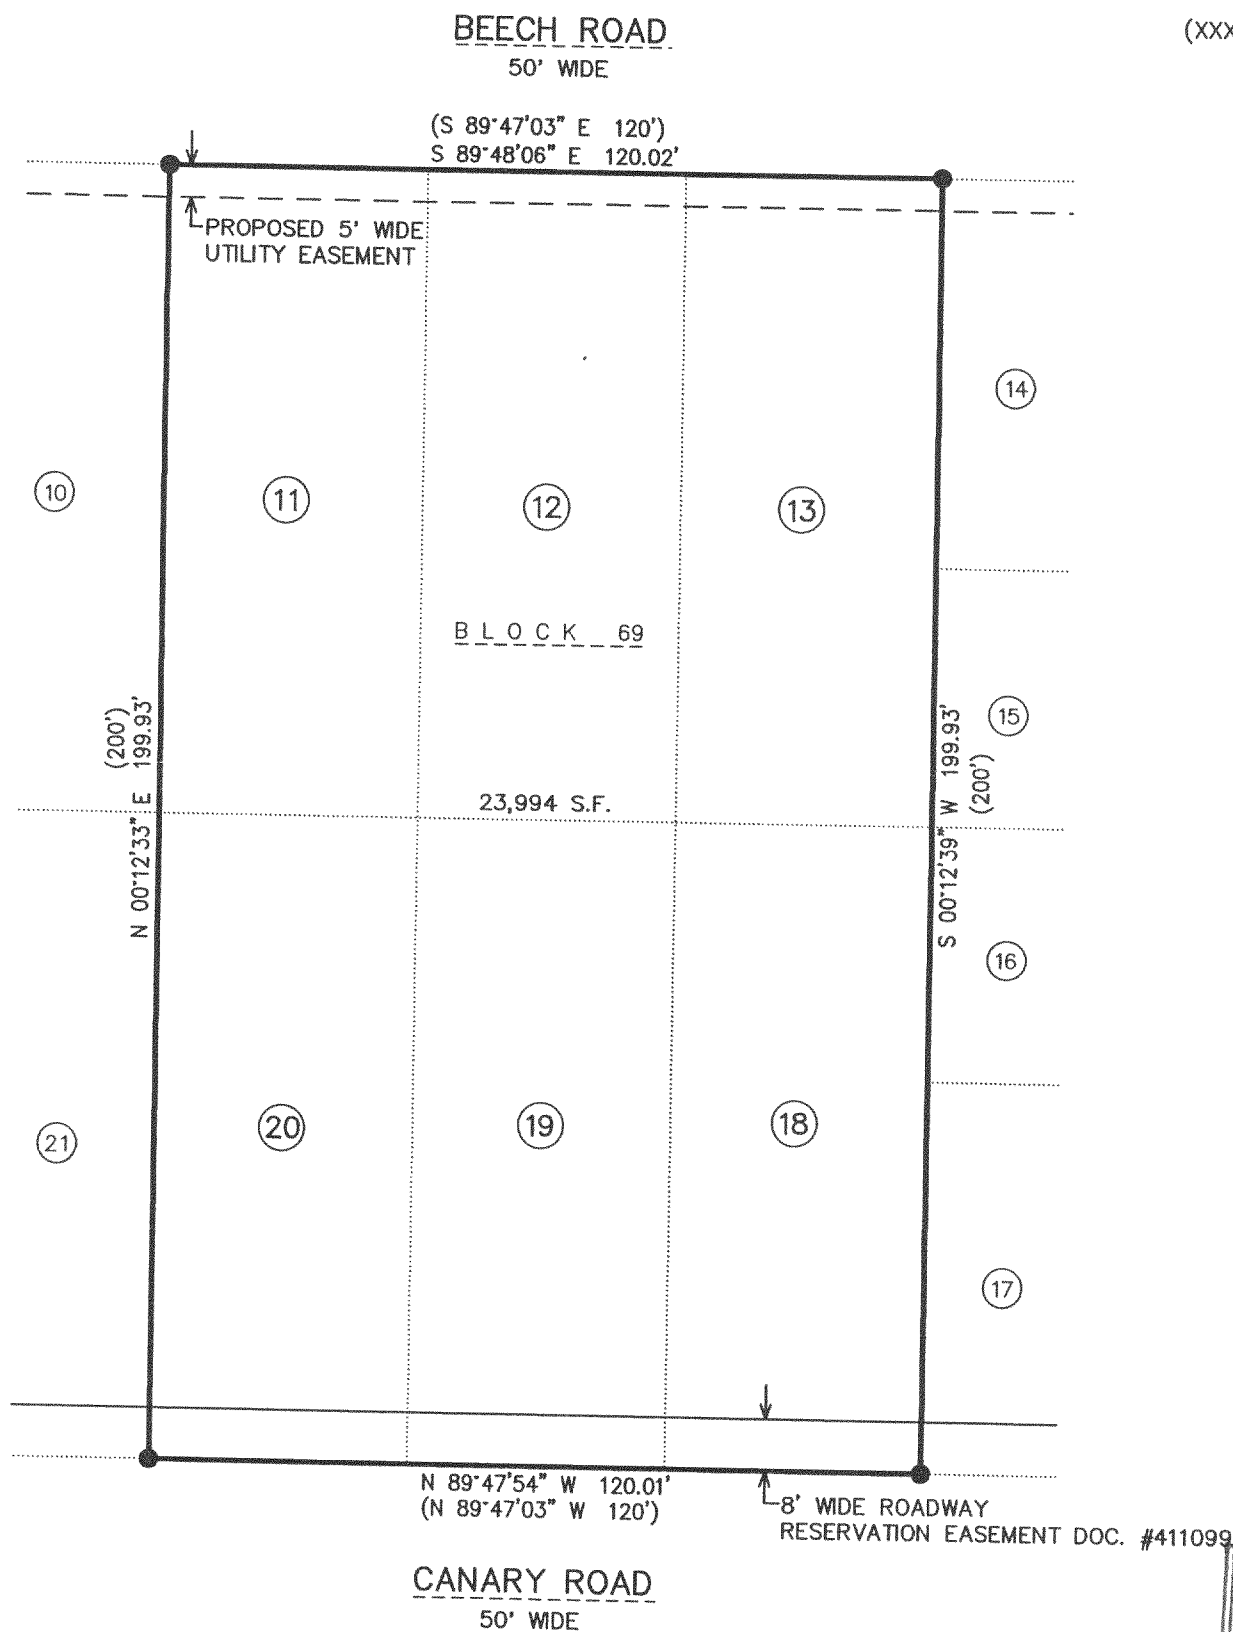 BEECH ROAD
50' WIDE
(XXX
(S 89°47'03" E 120')
S 89°48'06" E 120.02'
PROPOSED 5' WIDE
UTILITY EASEMENT
14
10
11
12
13
BLOCK 69
(200')
N 00°12'33" E 199.93'
15
S 00°12'39" W 199.93'
(200')
23,994 S.F.
16
21
20
19
18
17
N 89°47'54" W 120.01'
(N 89°47'03" W 120')
8' WIDE ROADWAY
RESERVATION EASEMENT DOC. #411099
CANARY ROAD
50' WIDE